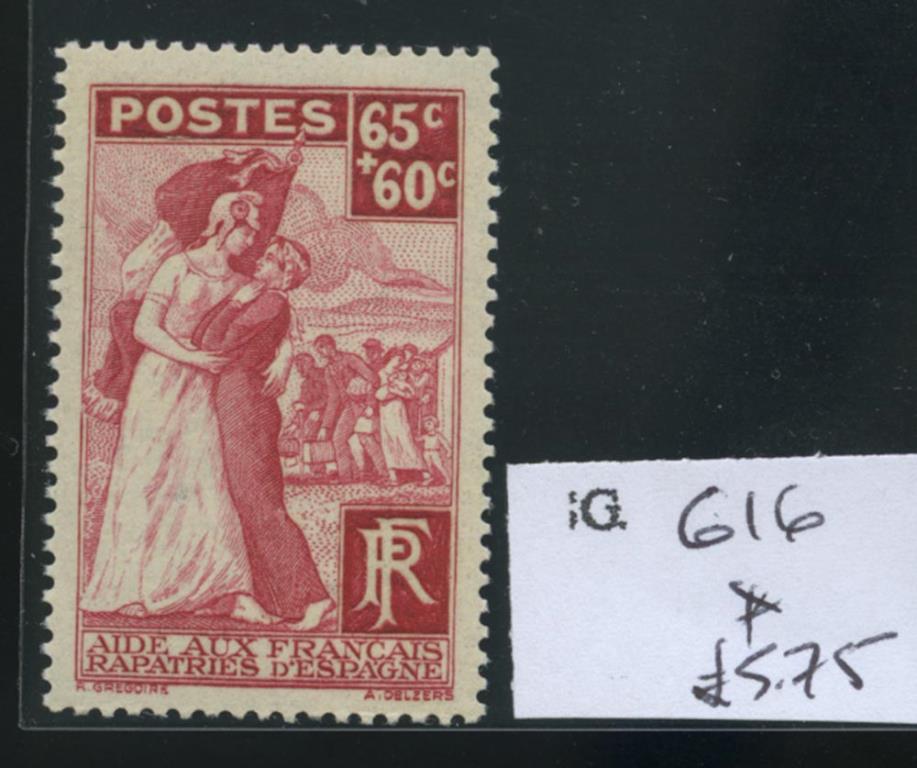 POSTES
65c
+60c
RF
AIDE AUX FRANÇAIS
RAPATRIÉS D'ESPAGNE
R. GREGOIRE
A. DELZERS
G.
616
£5.75